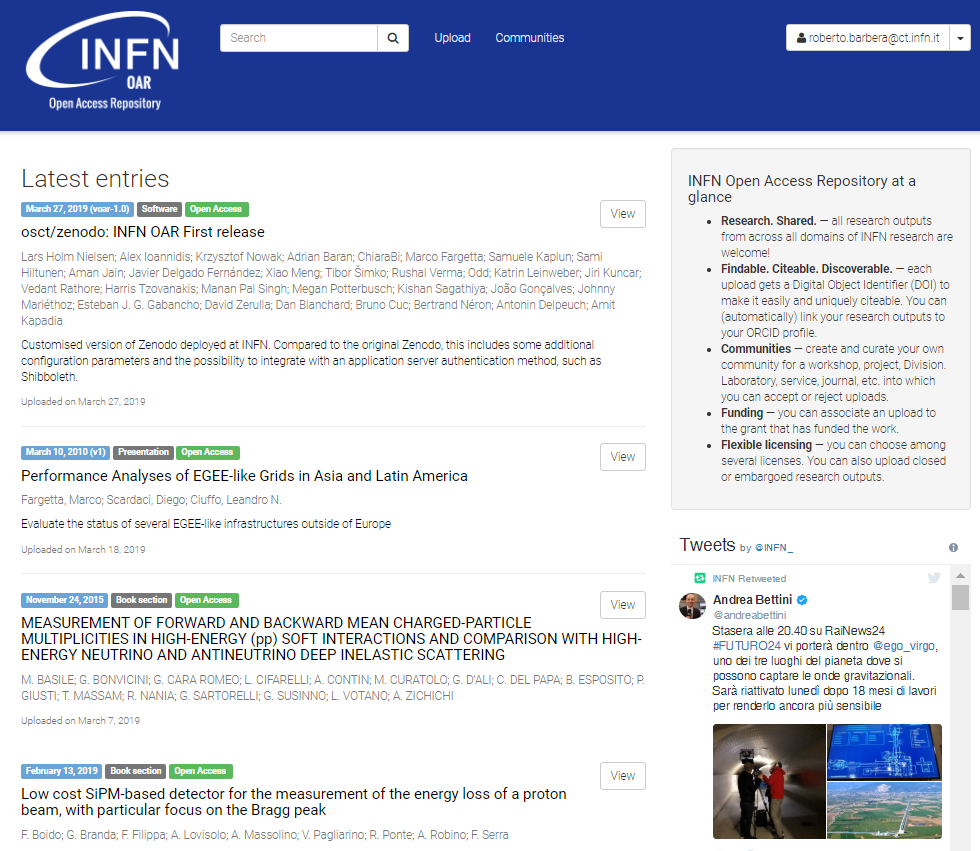 INFN
OAR
Open Access Repository
Search
Upload
Communities
roberto.barbera@ct.infn.it
Latest entries
March 27, 2019 (voar-1.0) Software Open Access
View
osct/zenodo: INFN OAR First release
Lars Holm Nielsen; Alex Ioannidis; Krzysztof Nowak; Adrian Baran; ChiaraBi; Marco Fargetta; Samuele Kaplun; Sami
Hiltunen; Aman Jain; Javier Delgado Fernández; Xiao Meng; Tibor Šimko; Rushal Verma; Odd; Katrin Leinweber; Jiri Kuncar;
Vedant Rathore; Harris Tzovanakis; Manan Pal Singh; Megan Potterbusch; Kishan Sagathiya; João Gonçalves; Johnny
Mariéthoz; Esteban J. G. Gabancho; David Zerulla; Dan Blanchard; Bruno Cuc; Bertrand Néron; Antonin Delpeuch; Amit
Kapadia
Customised version of Zenodo deployed at INFN. Compared to the original Zenodo, this includes some additional
configuration parameters and the possibility to integrate with an application server authentication method, such as
Shibboleth.
Uploaded on March 27, 2019
March 10, 2010 (v1) Presentation Open Access
View
Performance Analyses of EGEE-like Grids in Asia and Latin America
Fargetta, Marco; Scardaci, Diego; Ciuffo, Leandro N.
Evaluate the status of several EGEE-like infrastructures outside of Europe
Uploaded on March 18, 2019
November 24, 2015 Book section Open Access
View
MEASUREMENT OF FORWARD AND BACKWARD MEAN CHARGED-PARTICLE
MULTIPLICITIES IN HIGH-ENERGY (pp) SOFT INTERACTIONS AND COMPARISON WITH HIGH-
ENERGY NEUTRINO AND ANTINEUTRINO DEEP INELASTIC SCATTERING
M. BASILE; G. BONVICINI; G. CARA ROMEO; L. CIFARELLI; A. CONTIN; M. CURATOLO; G. D'ALI; C. DEL PAPA; B. ESPOSITO; P.
GIUSTI; T. MASSAM; R. NANIA; G. SARTORELLI; G. SUSINNO; L. VOTANO; A. ZICHICHI
Uploaded on March 7, 2019
February 13, 2019 Book section Open Access
View
Low cost SiPM-based detector for the measurement of the energy loss of a proton
beam, with particular focus on the Bragg peak
F. Boido; G. Branda; F. Filippa; A. Lovisolo; A. Massolino; V. Pagliarino; R. Ponte; A. Robino; F. Serra
INFN Open Access Repository at a
glance
Research. Shared. — all research outputs
from across all domains of INFN research are
welcome!
Findable. Citeable. Discoverable. — each
upload gets a Digital Object Identifier (DOI) to
make it easily and uniquely citeable. You can
(automatically) link your research outputs to
your ORCID profile.
Communities — create and curate your own
community for a workshop, project, Division.
Laboratory, service, journal, etc. into which
you can accept or reject uploads.
Funding — you can associate an upload to
the grant that has funded the work.
Flexible licensing — you can choose among
several licenses. You can also upload closed
or embargoed research outputs.
Tweets by @INFN_
INFN Retweeted
Andrea Bettini
@andreabettini
Stasera alle 20.40 su RaiNews24
#FUTURO24 vi porterà dentro @ego_virgo,
uno dei tre luoghi del pianeta dove si
possono captare le onde gravitazionali.
Sarà riattivato lunedì dopo 18 mesi di lavori
per renderlo ancora più sensibile